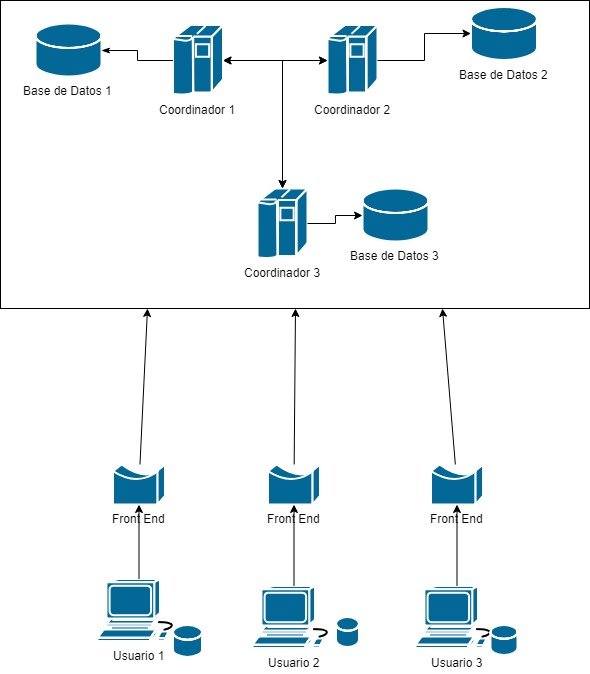 Base de Datos 1
Coordinador 1
Coordinador 2
Base de Datos 2
Coordinador 3
Base de Datos 3
Front End
Front End
Front End
Usuario 1
Usuario 2
Usuario 3